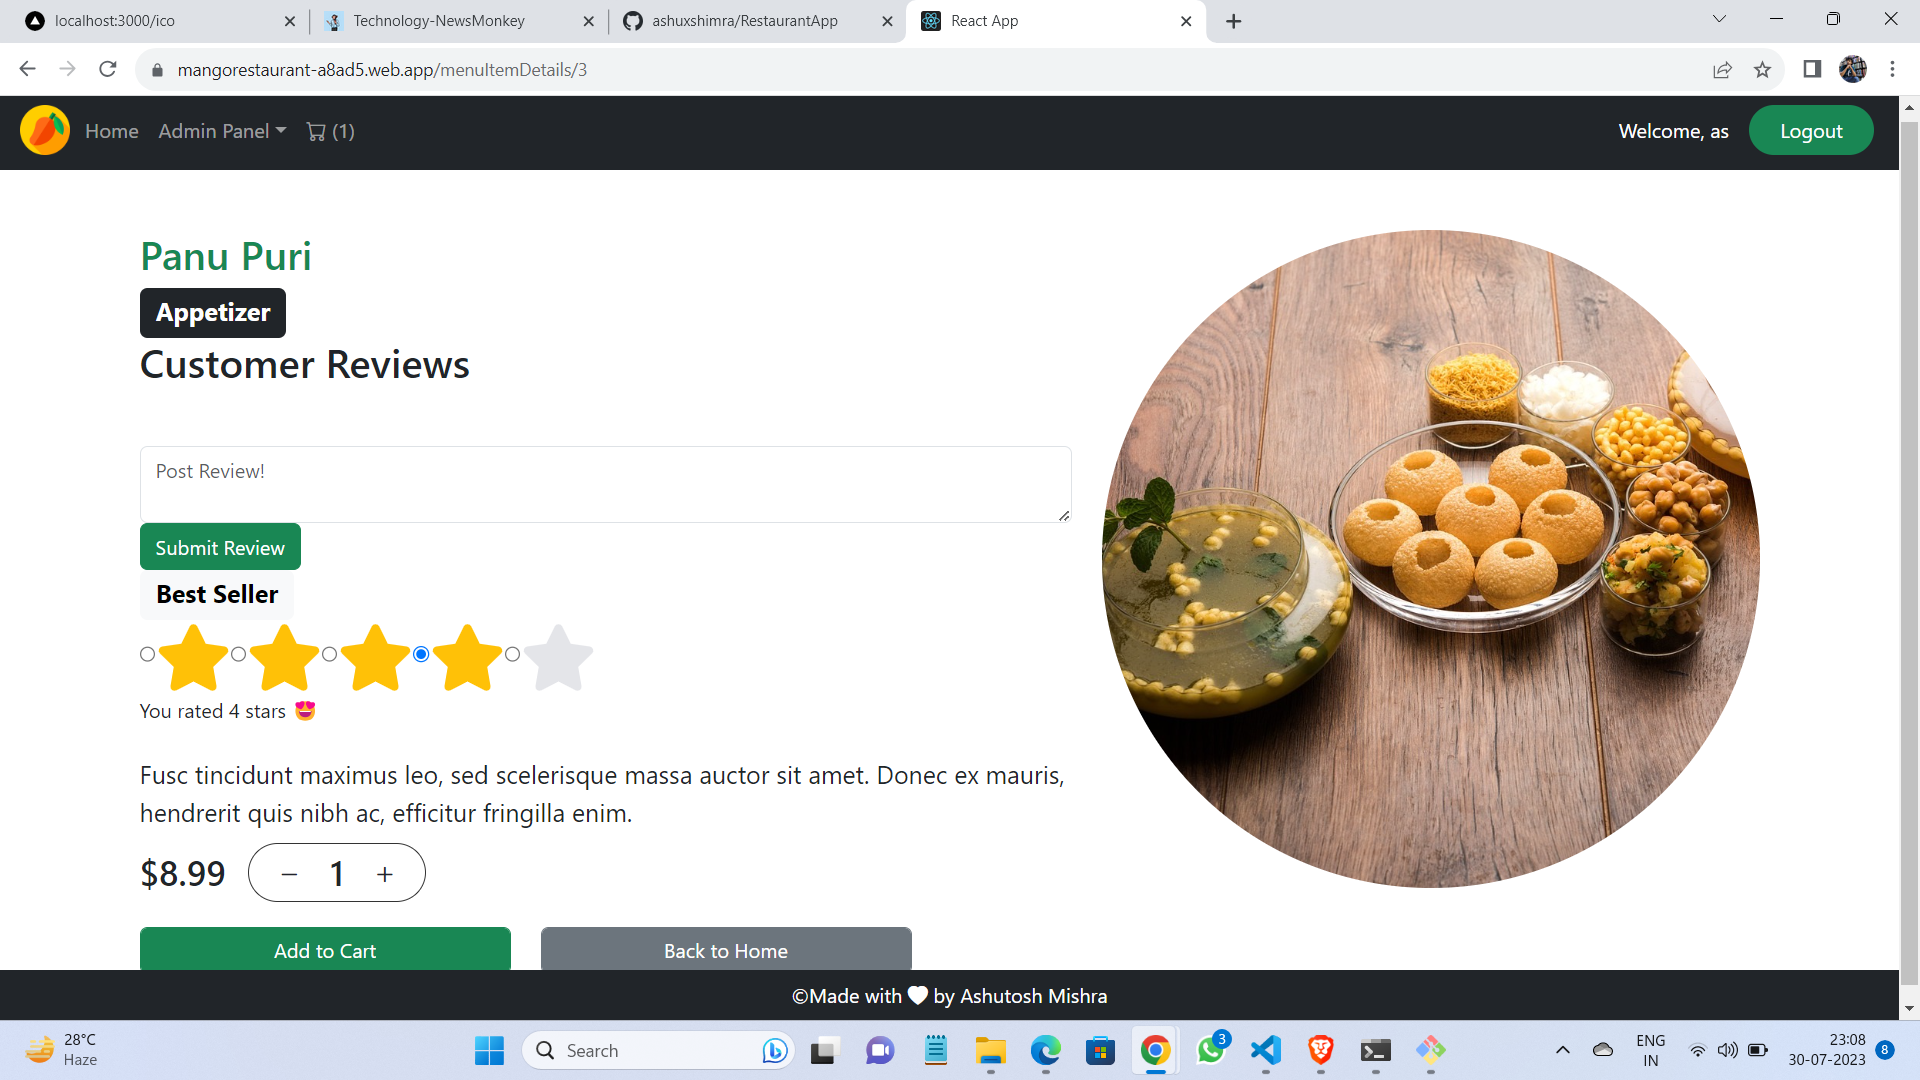 localhost:3000/ico
Technology-NewsMonkey
ashuxshimra/RestaurantApp
React App
mangorestaurant-a8ad5.web.app/menuItemDetails/3
Home
Admin Panel
(1)
Welcome, as
Logout
Panu Puri
Appetizer
Customer Reviews
Post Review!
Submit Review
Best Seller
You rated 4 stars 😍
Fusc tincidunt maximus leo, sed scelerisque massa auctor sit amet. Donec ex mauris,
hendrerit quis nibh ac, efficitur fringilla enim.
$8.99
− 1 +
Add to Cart
Back to Home
©Made with 🤍 by Ashutosh Mishra
28°C
Haze
Search
3
ENG
IN
23:08
30-07-2023
8